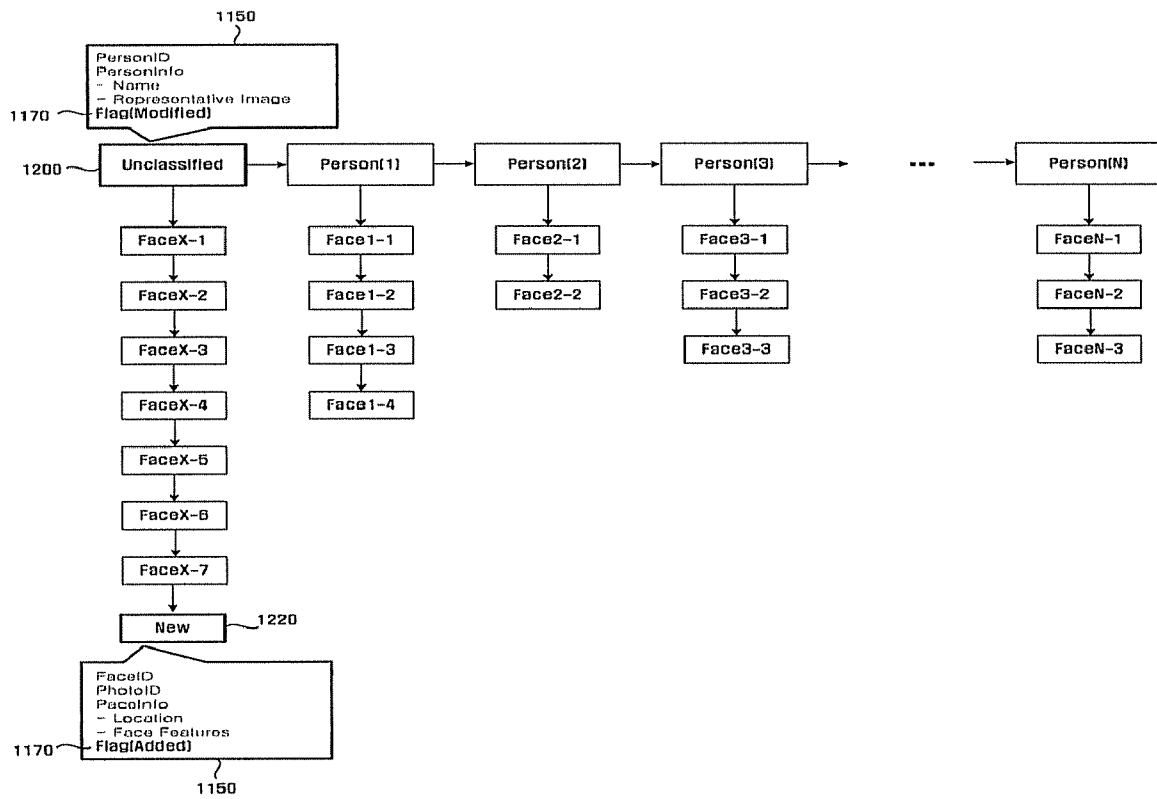 1150
PersonID
PersonInfo
- Name
- Representative Image
1170
Flag(Modified)
1200
Unclassified
Person(1)
Person(2)
Person(3)
...
Person(N)
FaceX-1
Face1-1
Face2-1
Face3-1
FaceN-1
FaceX-2
Face1-2
Face2-2
Face3-2
FaceN-2
FaceX-3
Face1-3
Face3-3
FaceN-3
FaceX-4
Face1-4
FaceX-5
FaceX-6
FaceX-7
New
1220
FaceID
PhotoID
PaceInfo
- Location
- Face Features
1170
Flag(Added)
1150